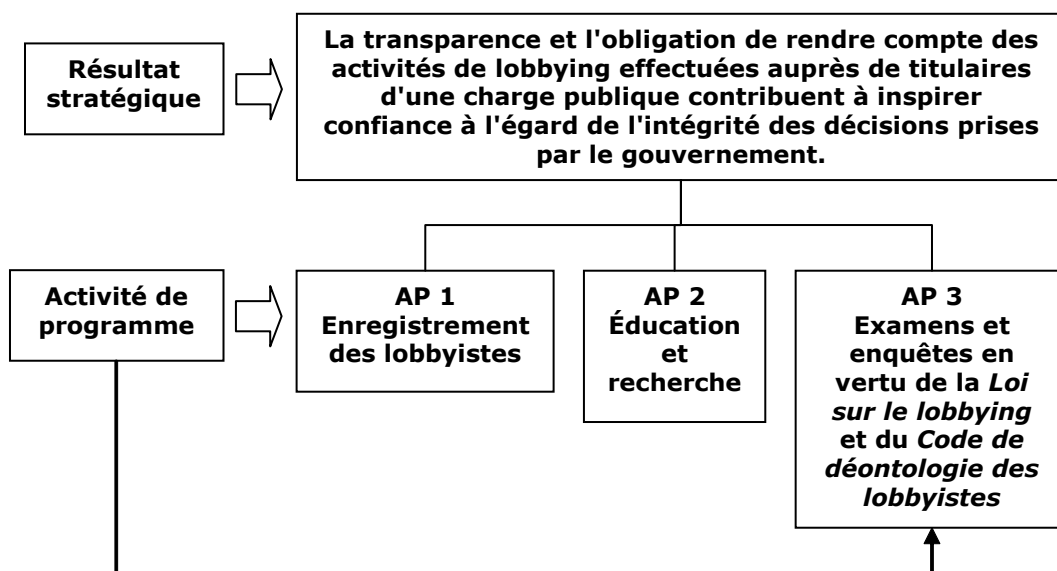 Résultat
stratégique
La transparence et l'obligation de rendre compte des
activités de lobbying effectuées auprès de titulaires
d'une charge publique contribuent à inspirer
confiance à l'égard de l'intégrité des décisions prises
par le gouvernement.
Activité de
programme
AP 1
Enregistrement
des lobbyistes
AP 2
Éducation
et
recherche
AP 3
Examens et
enquêtes en
vertu de la Loi
sur le lobbying
et du Code de
déontologie des
lobbyistes